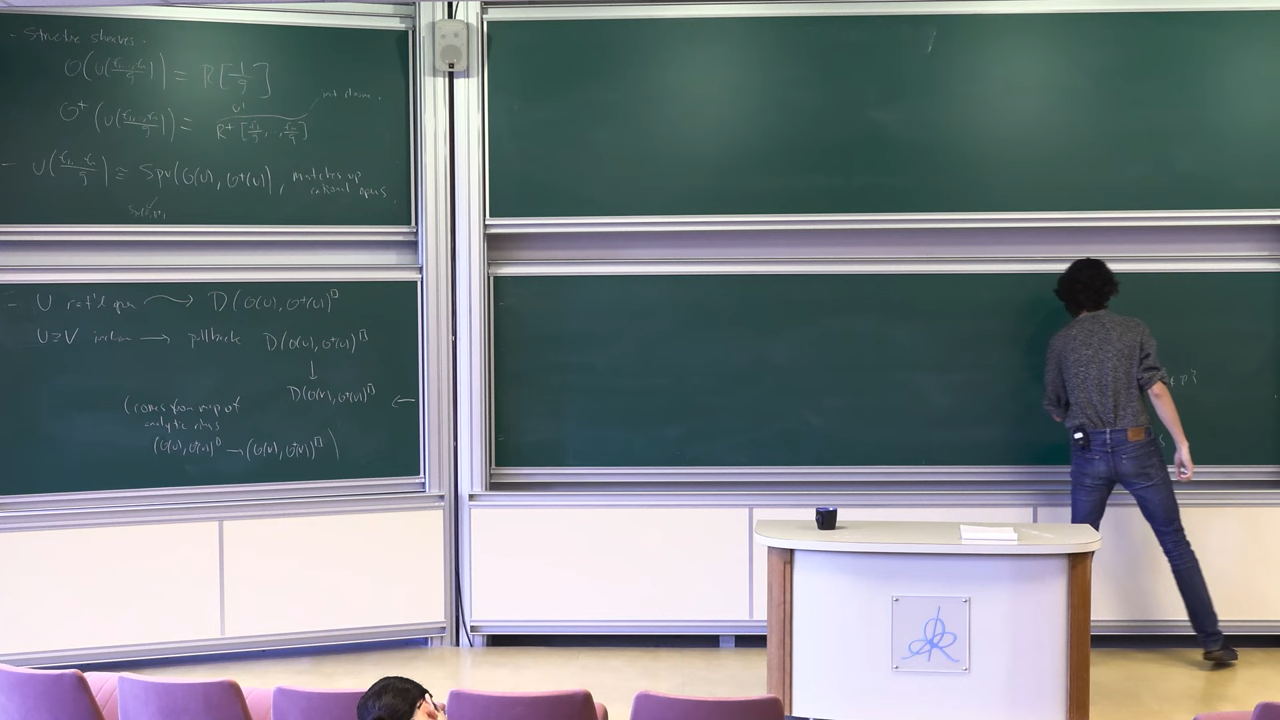 - Structure sheaves.
O(U(f₁,...,fₙ/g)) = R[1/g]
O⁺(U(f₁,...,fₙ/g)) = R⁺[f₁/g,...,fₙ/g]
int closure.
- U(f₁,...,fₙ/g) ≅ Spv(O(U), O⁺(U)), matches up
rational opens.
- U rat'l open ⟿ D(O(U), O⁺(U))^□
U⊇V inclusion → pullback D(O(U), O⁺(U))^□
↓
D(O(V), O⁺(V))^□ ←
(comes from map of
analytic rings
(O(U), O⁺(U))^□ → (O(V), O⁺(V))^□)